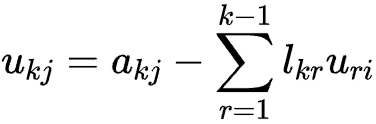 u_{kj} = a_{kj} - \sum_{r=1}^{k-1} l_{kr} u_{ri}